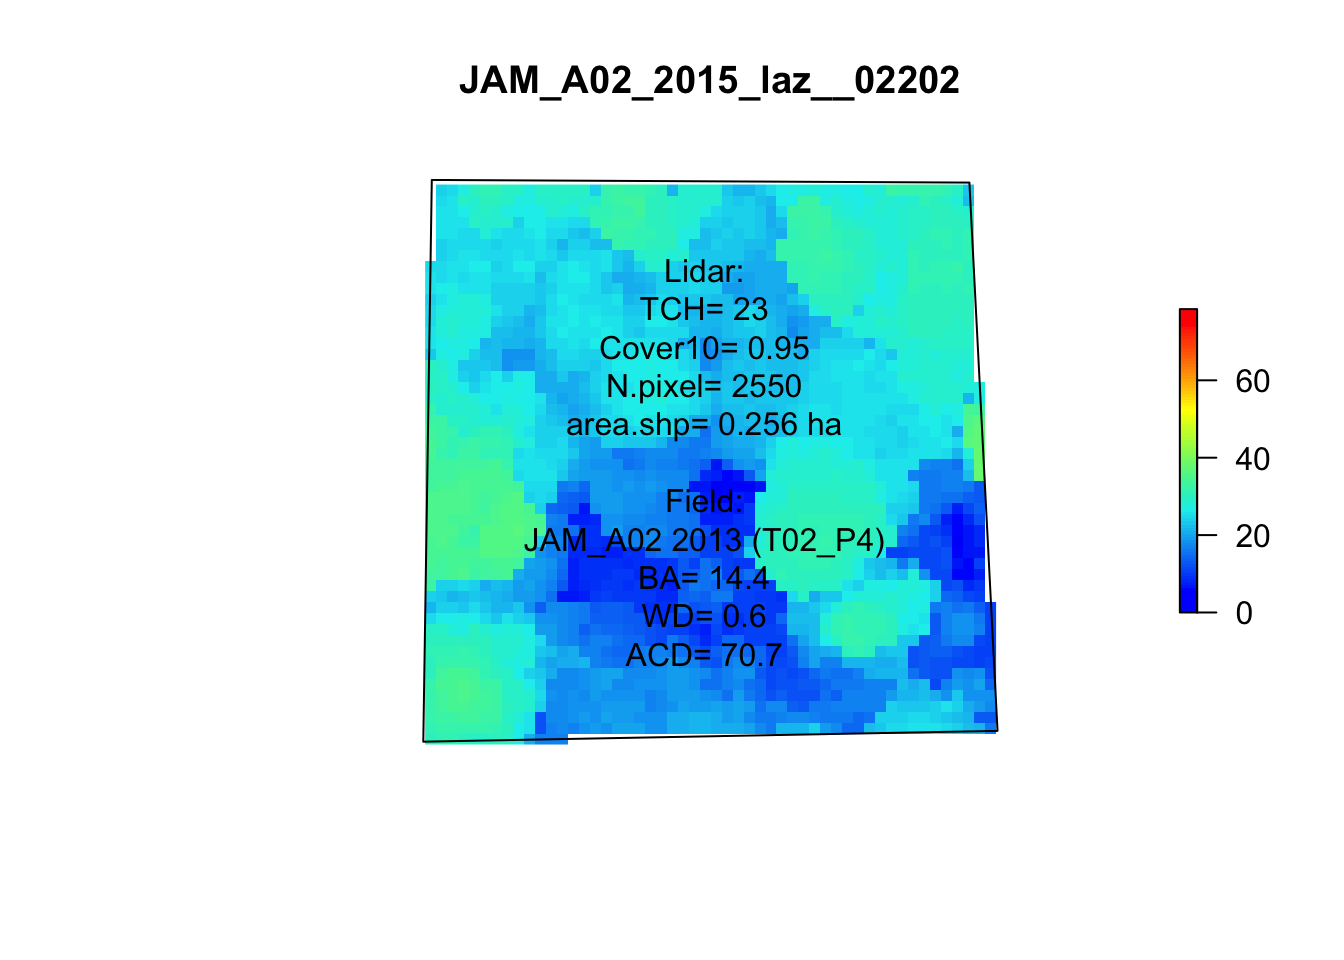 JAM_A02_2015_laz__02202
Lidar:
TCH= 23
Cover10= 0.95
N.pixel= 2550
area.shp= 0.256 ha
Field:
JAM_A02 2013 (T02_P4)
BA= 14.4
WD= 0.6
ACD= 70.7
60
40
20
0